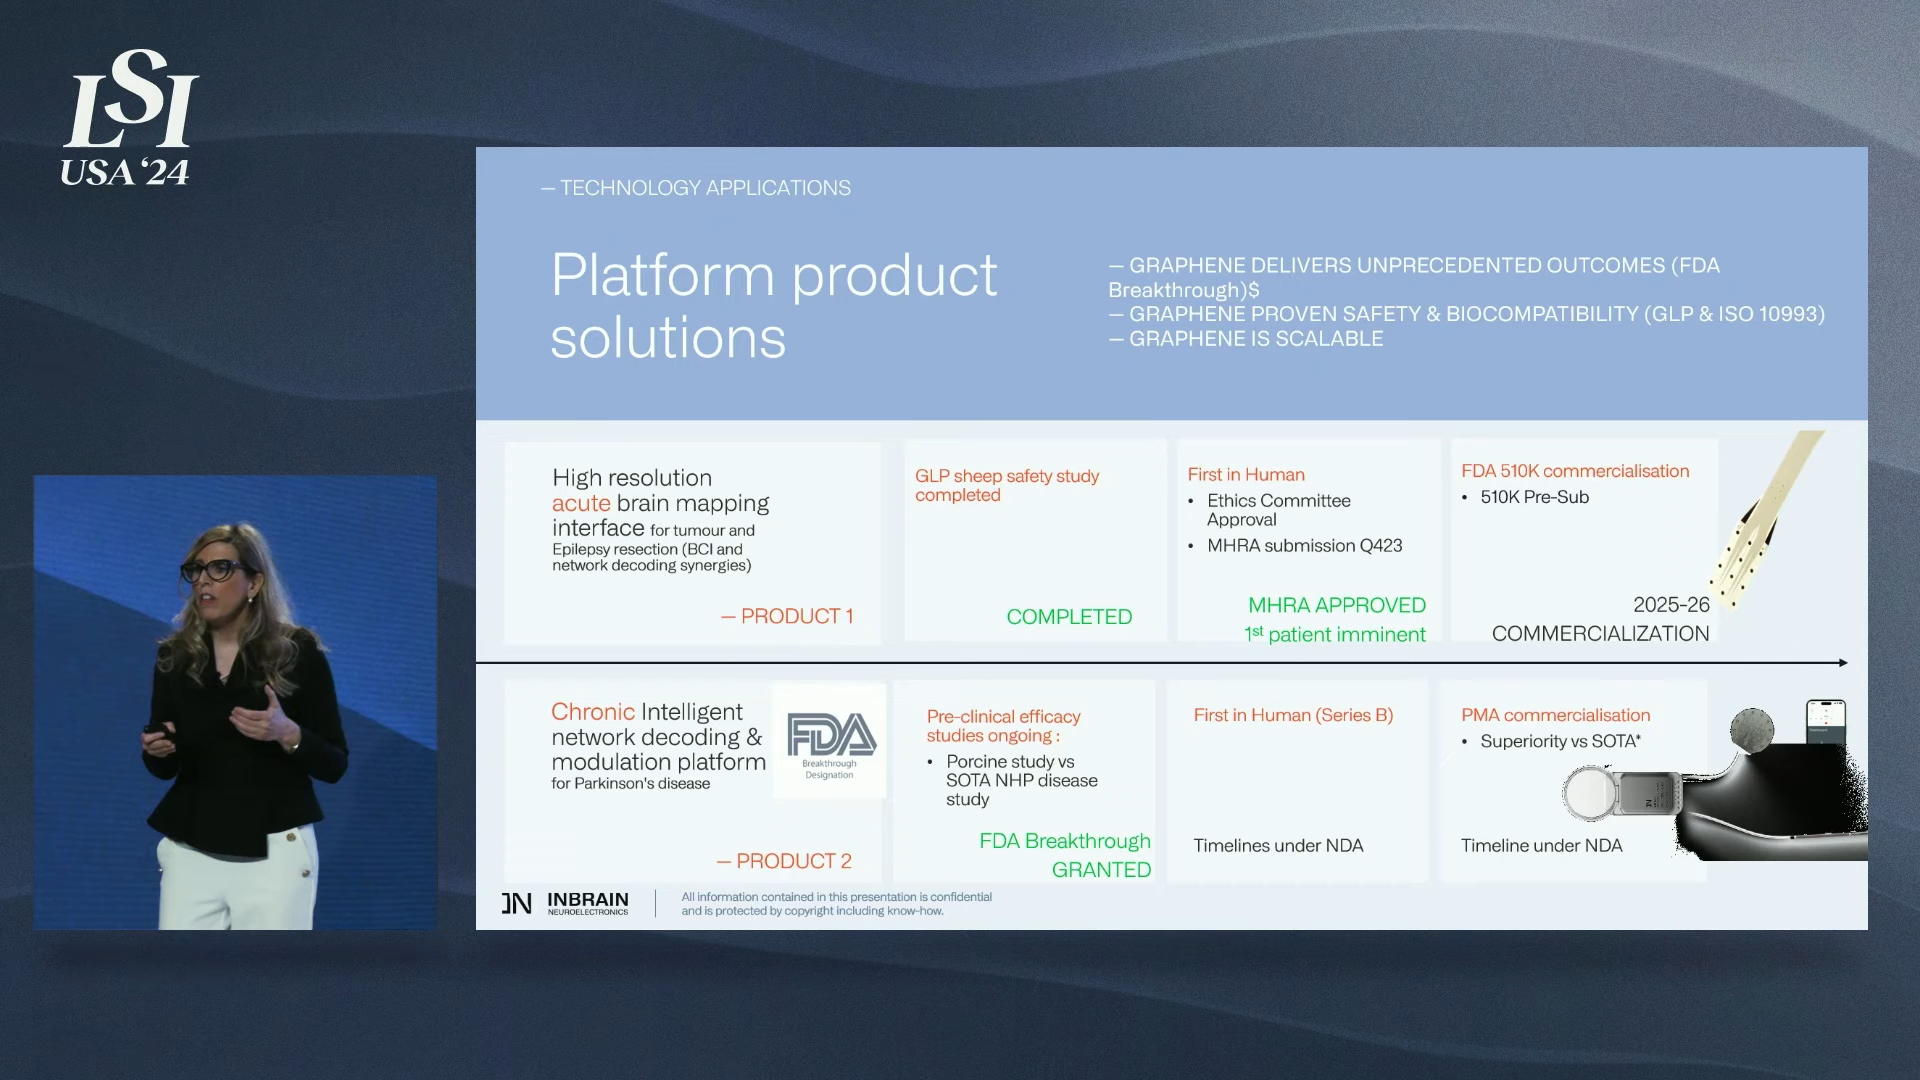 LSI
USA '24
— TECHNOLOGY APPLICATIONS
Platform product
solutions
— GRAPHENE DELIVERS UNPRECEDENTED OUTCOMES (FDA
Breakthrough)$
— GRAPHENE PROVEN SAFETY & BIOCOMPATIBILITY (GLP & ISO 10993)
— GRAPHENE IS SCALABLE
High resolution
acute brain mapping
interface for tumour and
Epilepsy resection (BCI and
network decoding synergies)
— PRODUCT 1
GLP sheep safety study
completed
COMPLETED
First in Human
• Ethics Committee
Approval
• MHRA submission Q423
MHRA APPROVED
1st patient imminent
FDA 510K commercialisation
• 510K Pre-Sub
2025-26
COMMERCIALIZATION
Chronic Intelligent
network decoding &
modulation platform
for Parkinson's disease
FDA
Breakthrough
Designation
— PRODUCT 2
Pre-clinical efficacy
studies ongoing :
• Porcine study vs
SOTA NHP disease
study
FDA Breakthrough
GRANTED
First in Human (Series B)
Timelines under NDA
PMA commercialisation
• Superiority vs SOTA*
Timeline under NDA
IN INBRAIN
NEUROELECTRONICS
All information contained in this presentation is confidential
and is protected by copyright including know-how.